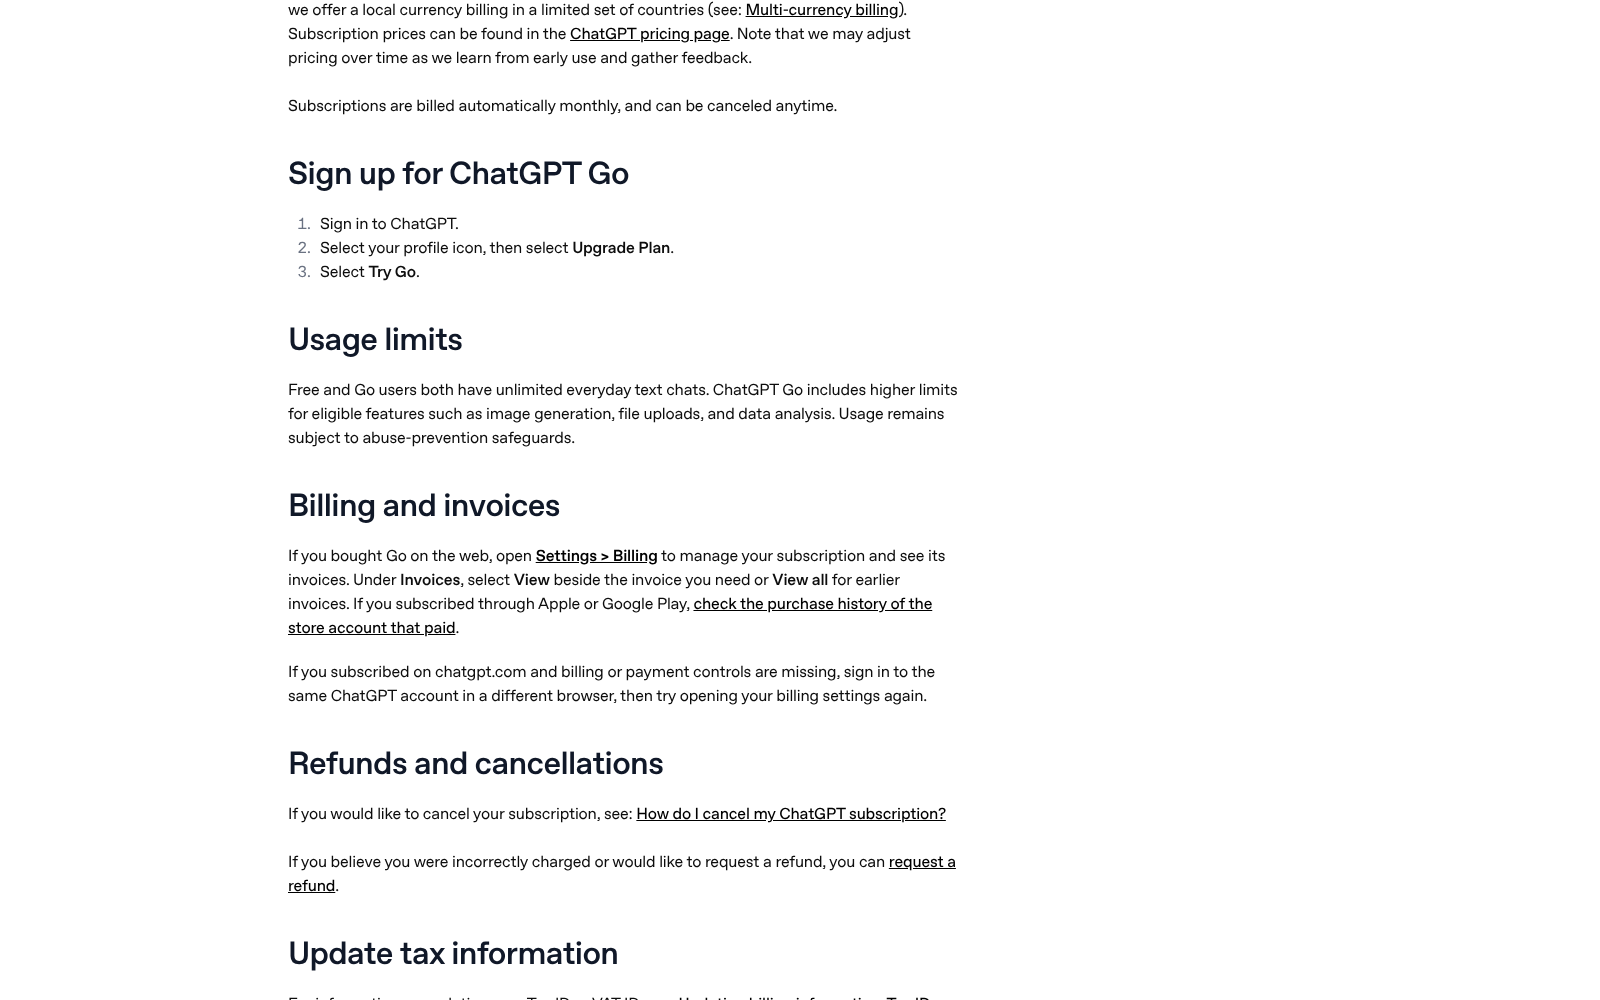 we offer a local currency billing in a limited set of countries (see: Multi-currency billing).
Subscription prices can be found in the ChatGPT pricing page. Note that we may adjust
pricing over time as we learn from early use and gather feedback.
Subscriptions are billed automatically monthly, and can be canceled anytime.
Sign up for ChatGPT Go
1. Sign in to ChatGPT.
2. Select your profile icon, then select Upgrade Plan.
3. Select Try Go.
Usage limits
Free and Go users both have unlimited everyday text chats. ChatGPT Go includes higher limits
for eligible features such as image generation, file uploads, and data analysis. Usage remains
subject to abuse-prevention safeguards.
Billing and invoices
If you bought Go on the web, open Settings > Billing to manage your subscription and see its
invoices. Under Invoices, select View beside the invoice you need or View all for earlier
invoices. If you subscribed through Apple or Google Play, check the purchase history of the
store account that paid.
If you subscribed on chatgpt.com and billing or payment controls are missing, sign in to the
same ChatGPT account in a different browser, then try opening your billing settings again.
Refunds and cancellations
If you would like to cancel your subscription, see: How do I cancel my ChatGPT subscription?
If you believe you were incorrectly charged or would like to request a refund, you can request a
refund.
Update tax information